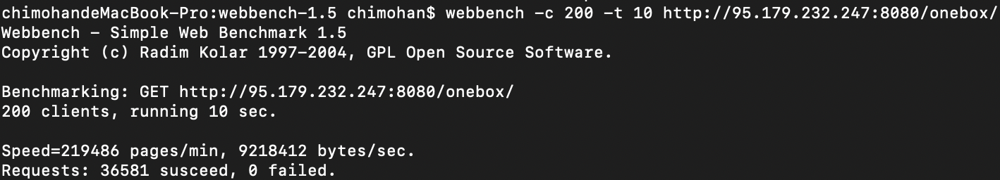 chimohandeMacBook-Pro:webbench-1.5 chimohan$ webbench -c 200 -t 10 http://95.179.232.247:8080/onebox/
Webbench - Simple Web Benchmark 1.5
Copyright (c) Radim Kolar 1997-2004, GPL Open Source Software.

Benchmarking: GET http://95.179.232.247:8080/onebox/
200 clients, running 10 sec.

Speed=219486 pages/min, 9218412 bytes/sec.
Requests: 36581 susceed, 0 failed.